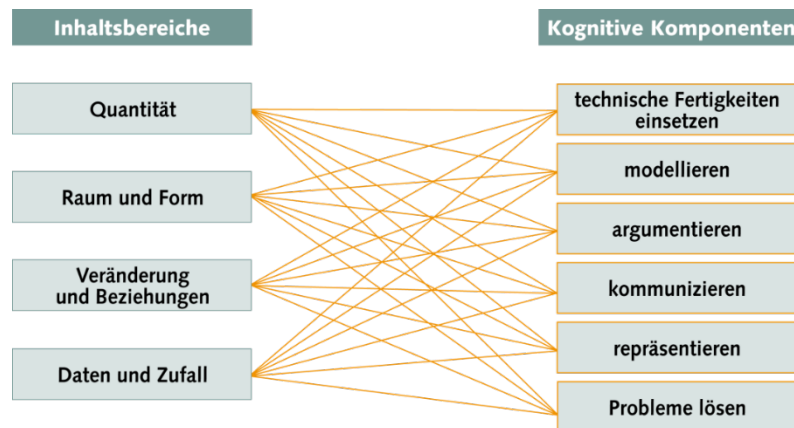 Inhaltsbereiche
Quantität
Raum und Form
Veränderung
und Beziehungen
Daten und Zufall
Kognitive Komponenten
technische Fertigkeiten
einsetzen
modellieren
argumentieren
kommunizieren
repräsentieren
Probleme lösen